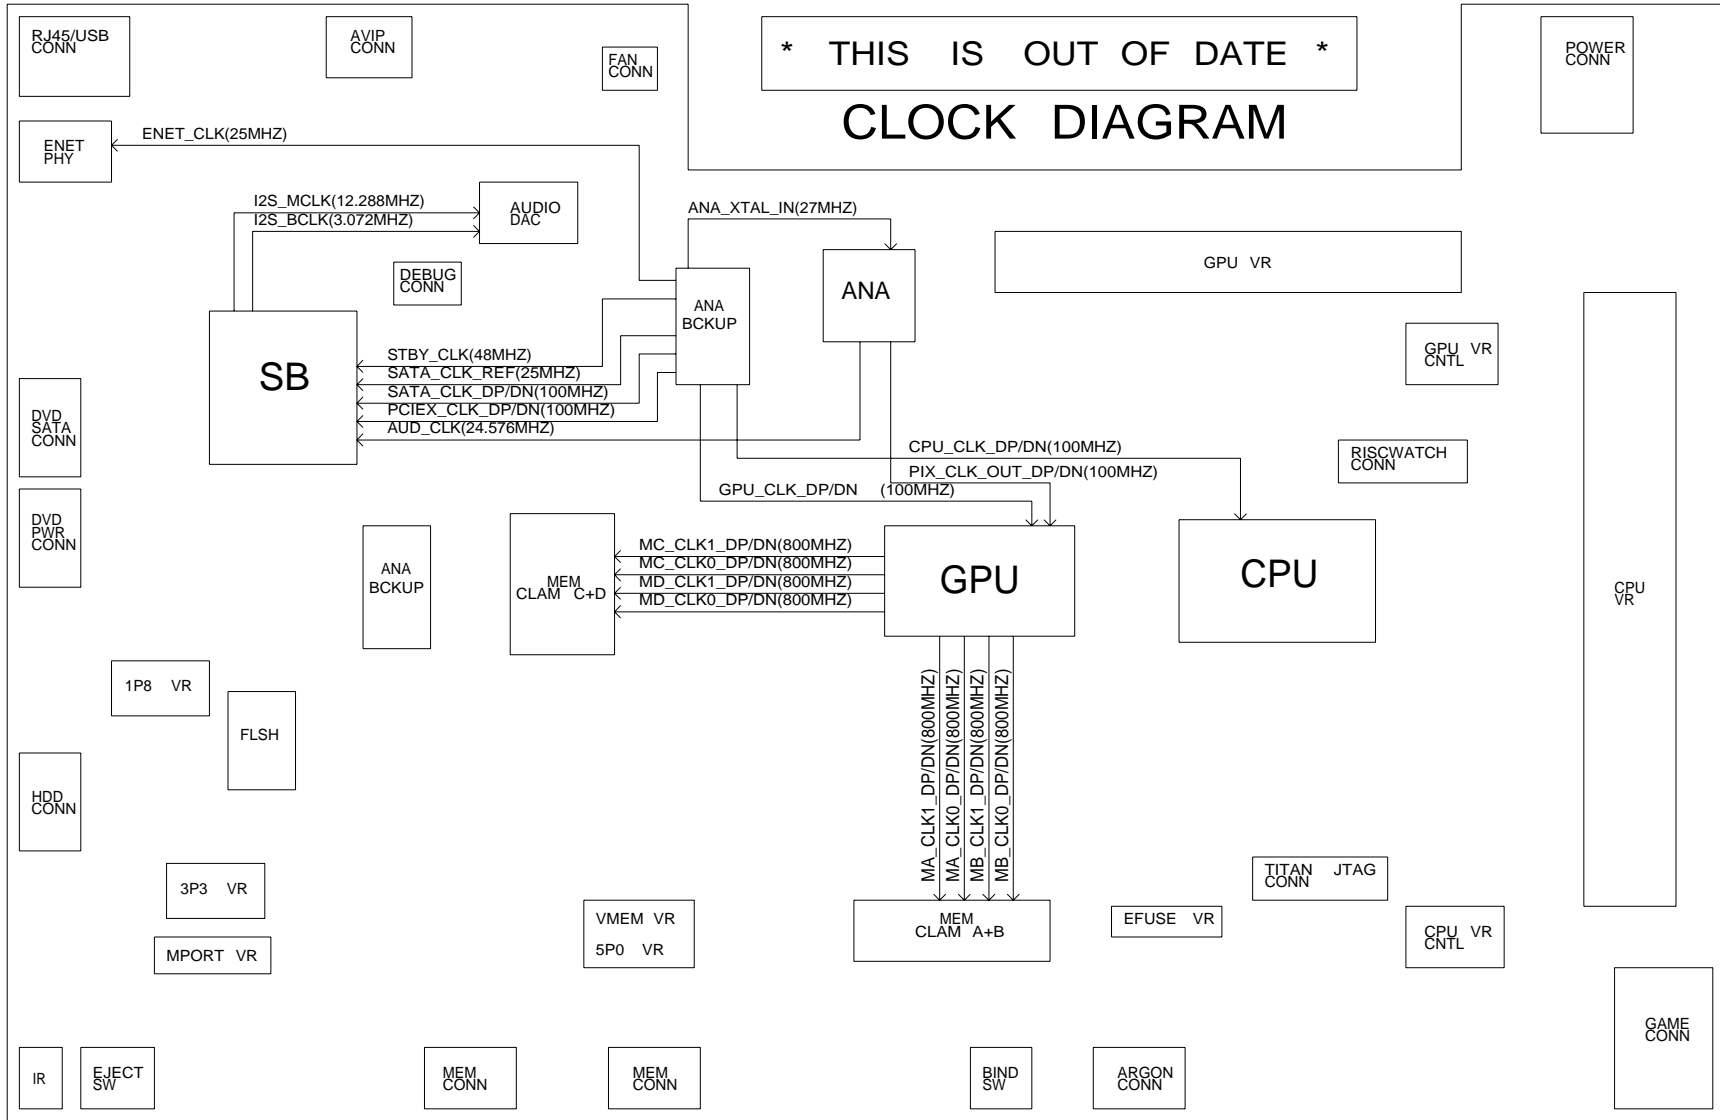 RJ45/USB
CONN
AVIP
CONN
FAN
CONN
* THIS IS OUT OF DATE *
CLOCK DIAGRAM
POWER
CONN
ENET_CLK(25MHZ)
ENET
PHY
I2S_MCLK(12.288MHZ)
I2S_BCLK(3.072MHZ)
AUDIO
DAC
ANA_XTAL_IN(27MHZ)
DEBUG
CONN
ANA
BCKUP
ANA
GPU VR
SB
STBY_CLK(48MHZ)
SATA_CLK_REF(25MHZ)
SATA_CLK_DP/DN(100MHZ)
PCIEX_CLK_DP/DN(100MHZ)
AUD_CLK(24.576MHZ)
GPU VR
CNTL
DVD
SATA
CONN
CPU_CLK_DP/DN(100MHZ)
PIX_CLK_OUT_DP/DN(100MHZ)
GPU_CLK_DP/DN (100MHZ)
RISCWATCH
CONN
DVD
PWR
CONN
ANA
BCKUP
MEM
CLAM C+D
MC_CLK1_DP/DN(800MHZ)
MC_CLK0_DP/DN(800MHZ)
MD_CLK1_DP/DN(800MHZ)
MD_CLK0_DP/DN(800MHZ)
GPU
CPU
CPU
VR
1P8 VR
FLSH
MA_CLK1_DP/DN(800MHZ)
MA_CLK0_DP/DN(800MHZ)
MB_CLK1_DP/DN(800MHZ)
MB_CLK0_DP/DN(800MHZ)
HDD
CONN
3P3 VR
MPORT VR
VMEM VR
5P0 VR
MEM
CLAM A+B
EFUSE VR
TITAN JTAG
CONN
CPU VR
CNTL
GAME
CONN
IR
EJECT
SW
MEM
CONN
MEM
CONN
BIND
SW
ARGON
CONN